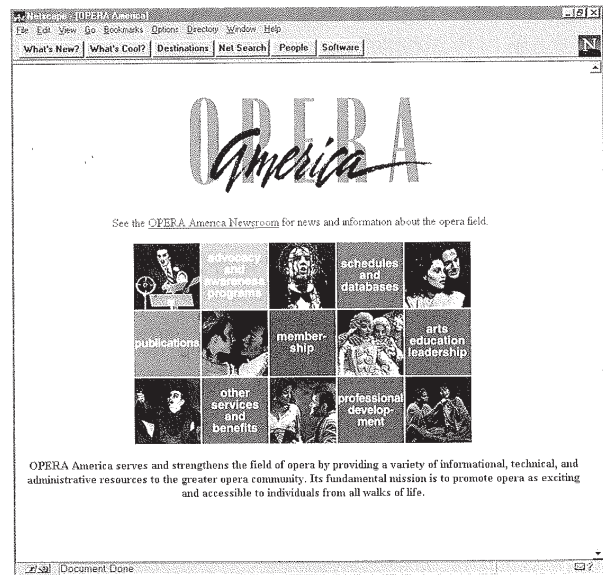 Netscape - [OPERA America]
File Edit View Go Bookmarks Options Directory Window Help
What's New? What's Cool? Destinations Net Search People Software
N
OPERA
America
See the OPERA America Newsroom for news and information about the opera field.
advocacy
and
awareness
programs
schedules
and
databases
publications
member-
ship
arts
education
leadership
other
services
and
benefits
professional
develop-
ment
OPERA America serves and strengthens the field of opera by providing a variety of informational, technical, and
administrative resources to the greater opera community. Its fundamental mission is to promote opera as exciting
and accessible to individuals from all walks of life.
Document Done